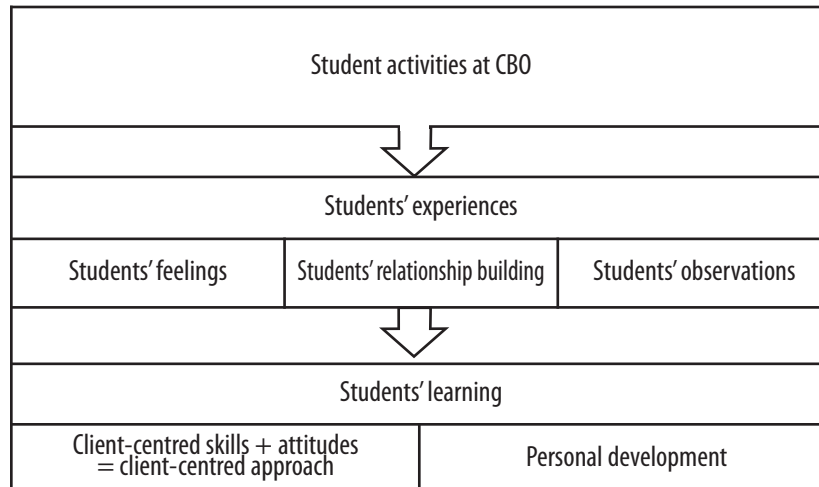 Student activities at CBO
Students’ experiences
Students’ feelings
Students’ relationship building
Students’ observations
Students’ learning
Client-centred skills + attitudes
= client-centred approach
Personal development